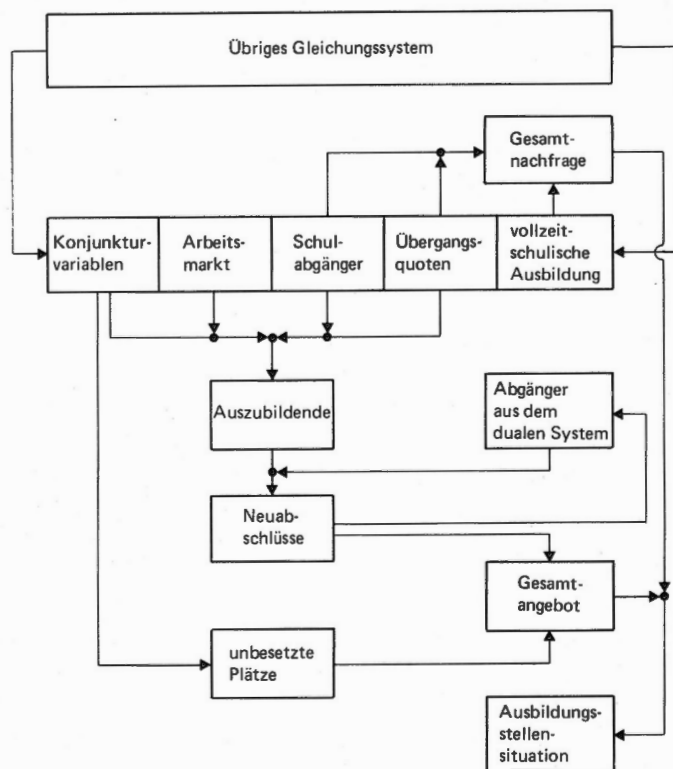 Übriges Gleichungssystem
Gesamt-
nachfrage
Konjunktur-
variablen
Arbeits-
markt
Schul-
abgänger
Übergangs-
quoten
vollzeit-
schulische
Ausbildung
Auszubildende
Abgänger
aus dem
dualen System
Neuab-
schlüsse
Gesamt-
angebot
unbesetzte
Plätze
Ausbildungs-
stellen-
situation